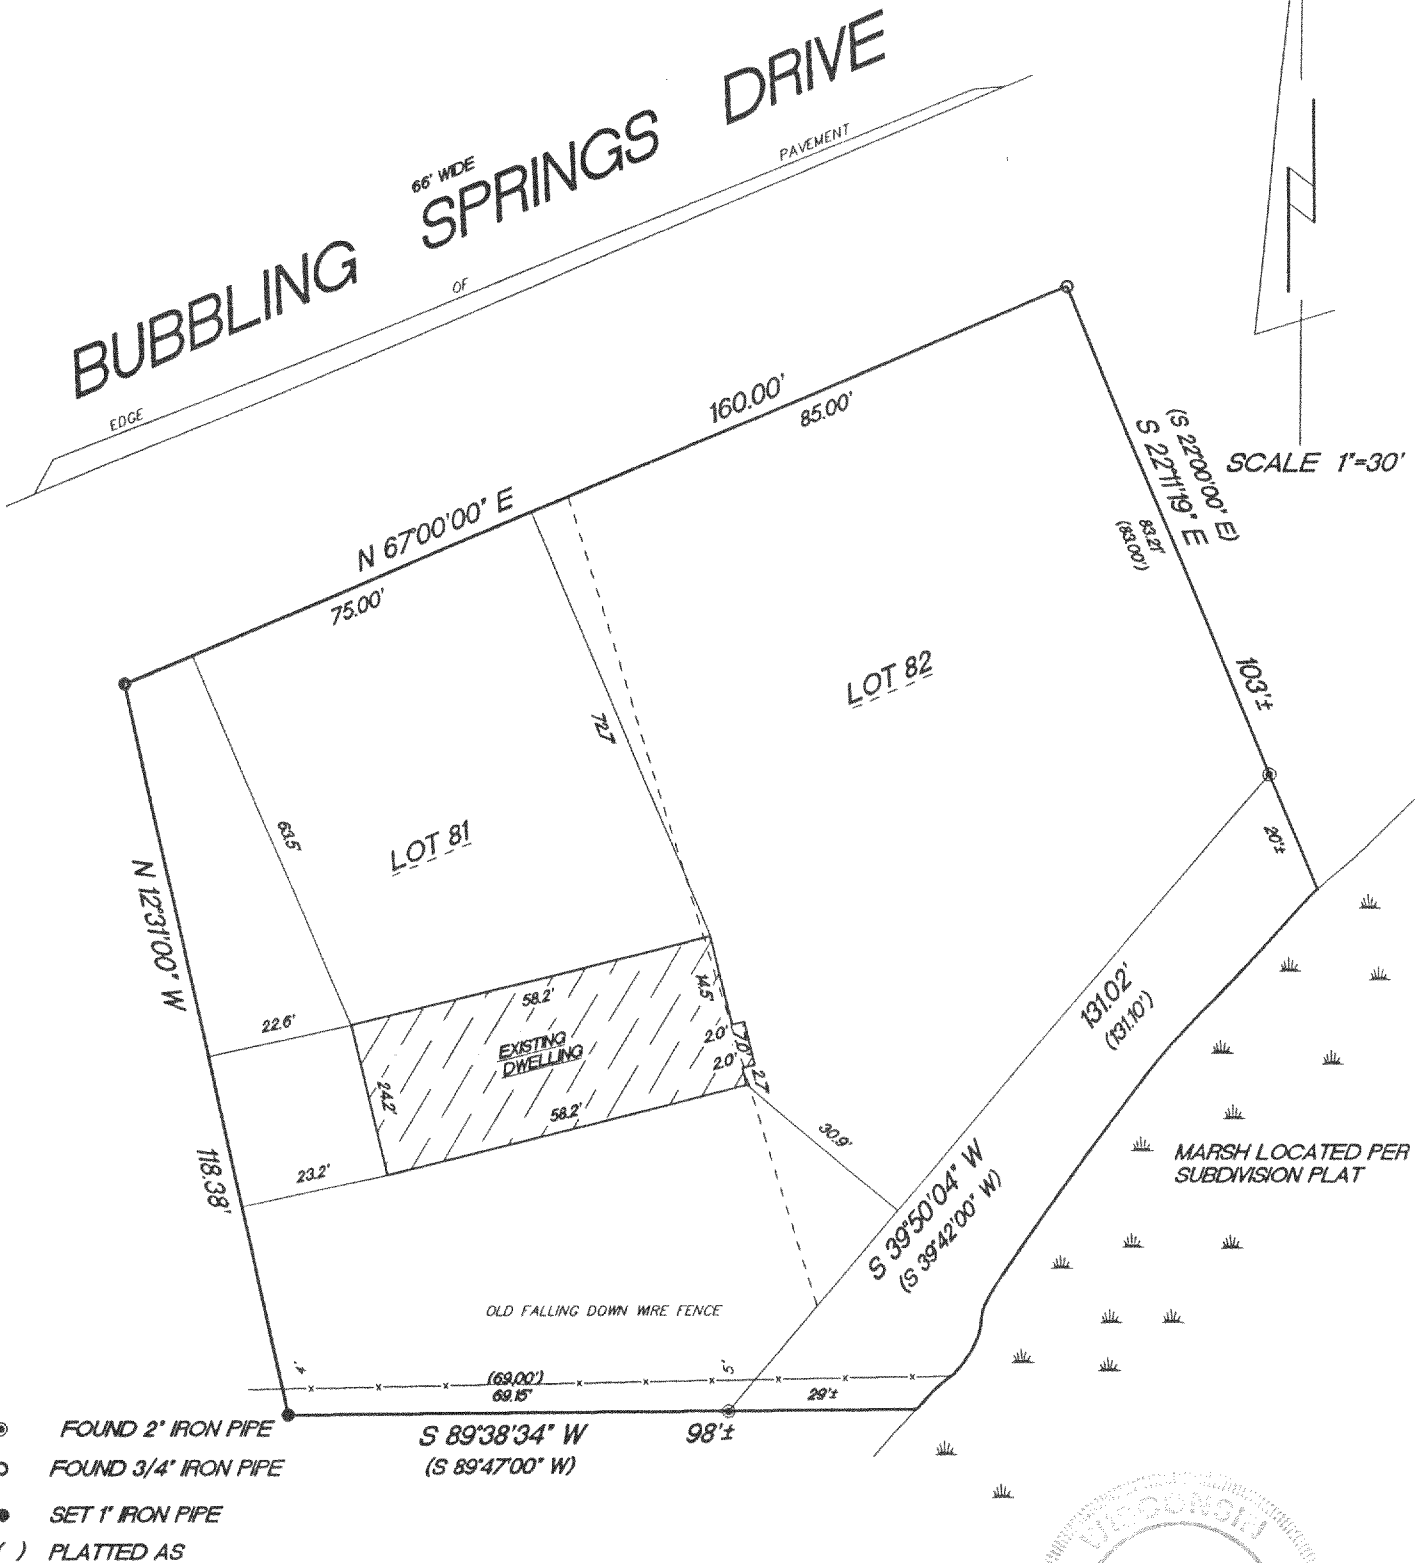 BUBBLING SPRINGS DRIVE
66' WIDE
EDGE OF PAVEMENT
SCALE 1"=30'
160.00'
85.00'
N 67°00'00" E
75.00'
(S 22°00'00" E)
S 22°11'19" E
83.21'
(83.00')
103'±
20'±
LOT 82
LOT 81
72.7'
63.5'
N 12°31'00" W
118.38'
22.6'
23.2'
58.2'
EXISTING
DWELLING
58.2'
24.2'
14.5'
2.0'
7.0'
2.0'
2.7'
30.9'
131.02'
(131.10')
S 39°50'04" W
(S 39°42'00" W)
MARSH LOCATED PER
SUBDIVISION PLAT
OLD FALLING DOWN WIRE FENCE
4'
(69.00')
69.15'
5'
29'±
S 89°38'34" W
(S 89°47'00" W)
98'±
FOUND 2" IRON PIPE
FOUND 3/4" IRON PIPE
SET 1" IRON PIPE
( ) PLATTED AS
WISCONSIN